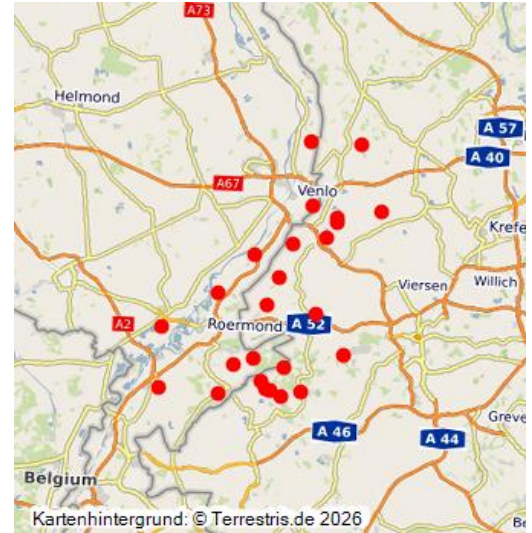 A73
Helmond
A 57
A 40
A67
Venlo
Krefe
Viersen
Willich
A2
Roermond
A 52
Greve
A 46
A 44
Belgium
Be
Kartenhintergrund: © Terrestris.de 2026